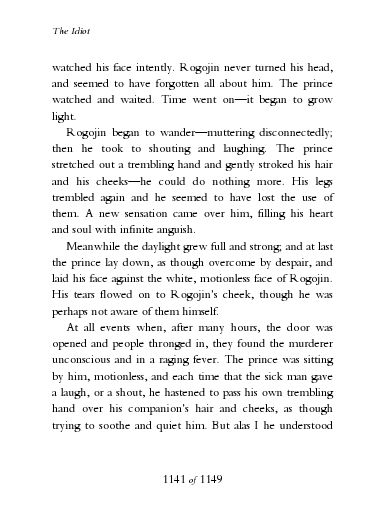 The Idiot
watched his face intently. Rogojin never turned his head,
and seemed to have forgotten all about him. The prince
watched and waited. Time went on—it began to grow
light.
Rogojin began to wander—muttering disconnectedly;
then he took to shouting and laughing. The prince
stretched out a trembling hand and gently stroked his hair
and his cheeks—he could do nothing more. His legs
trembled again and he seemed to have lost the use of
them. A new sensation came over him, filling his heart
and soul with infinite anguish.
Meanwhile the daylight grew full and strong; and at last
the prince lay down, as though overcome by despair, and
laid his face against the white, motionless face of Rogojin.
His tears flowed on to Rogojin's cheek, though he was
perhaps not aware of them himself.
At all events when, after many hours, the door was
opened and people thronged in, they found the murderer
unconscious and in a raging fever. The prince was sitting
by him, motionless, and each time that the sick man gave
a laugh, or a shout, he hastened to pass his own trembling
hand over his companion's hair and cheeks, as though
trying to soothe and quiet him. But alas I he understood
1141 of 1149